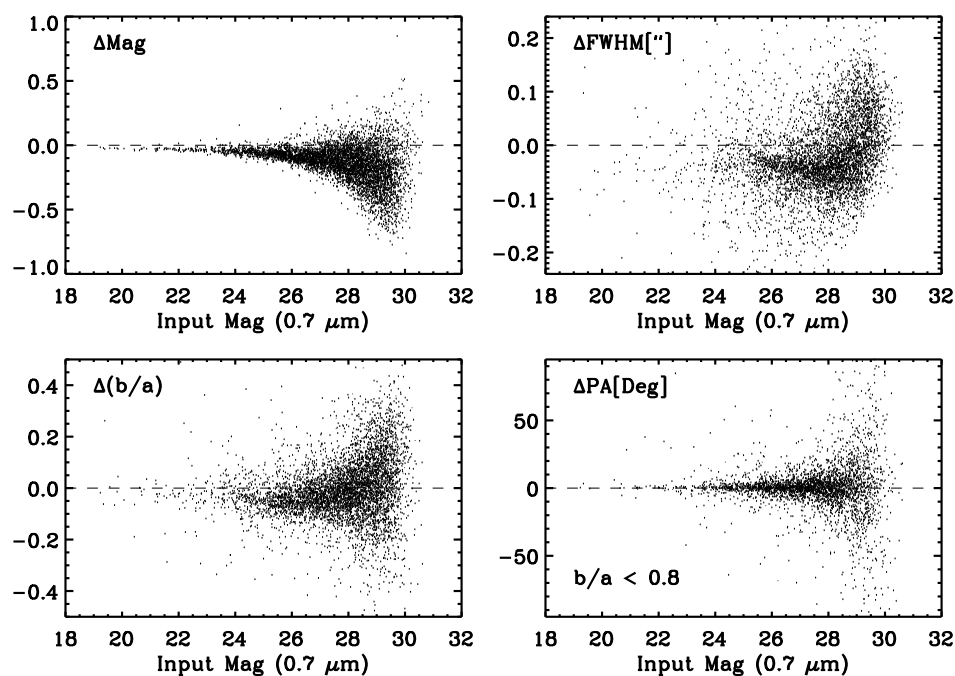 ΔMag
1.0
0.5
0.0
−0.5
−1.0
18 20 22 24 26 28 30 32
Input Mag (0.7 μm)
ΔFWHM["]
0.2
0.1
0.0
−0.1
−0.2
18 20 22 24 26 28 30 32
Input Mag (0.7 μm)
Δ(b/a)
0.4
0.2
0.0
−0.2
−0.4
18 20 22 24 26 28 30 32
Input Mag (0.7 μm)
ΔPA[Deg]
50
0
−50
b/a < 0.8
18 20 22 24 26 28 30 32
Input Mag (0.7 μm)